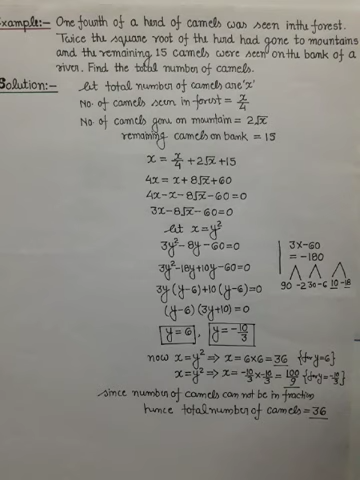 Example:- One fourth of a herd of camels was seen in the forest.
Twice the square root of the hurd had gone to mountains
and the remaining 15 camels were seen on the bank of a
river. Find the total number of camels.
Solution:- let total number of camels are 'x'
No. of camels seen in forest = x/4
No. of camels gone on mountain = 2√x
remaining camels on bank = 15
x = x/4 + 2√x + 15
4x = x + 8√x + 60
4x - x - 8√x - 60 = 0
3x - 8√x - 60 = 0
let x = y²
3y² - 8y - 60 = 0
3y² - 18y + 10y - 60 = 0
3y (y-6) + 10 (y-6) = 0
(y-6) (3y+10) = 0
y = 6 , y = -10/3
3x-60
= -180
90 -2 30 -6 10 -18
now x = y² => x = 6×6 = 36 {for y=6}
x = y² => x = -10/3 × -10/3 = 100/9 {for y = -10/3}
since number of camels can not be in fraction
hence total number of camels = 36